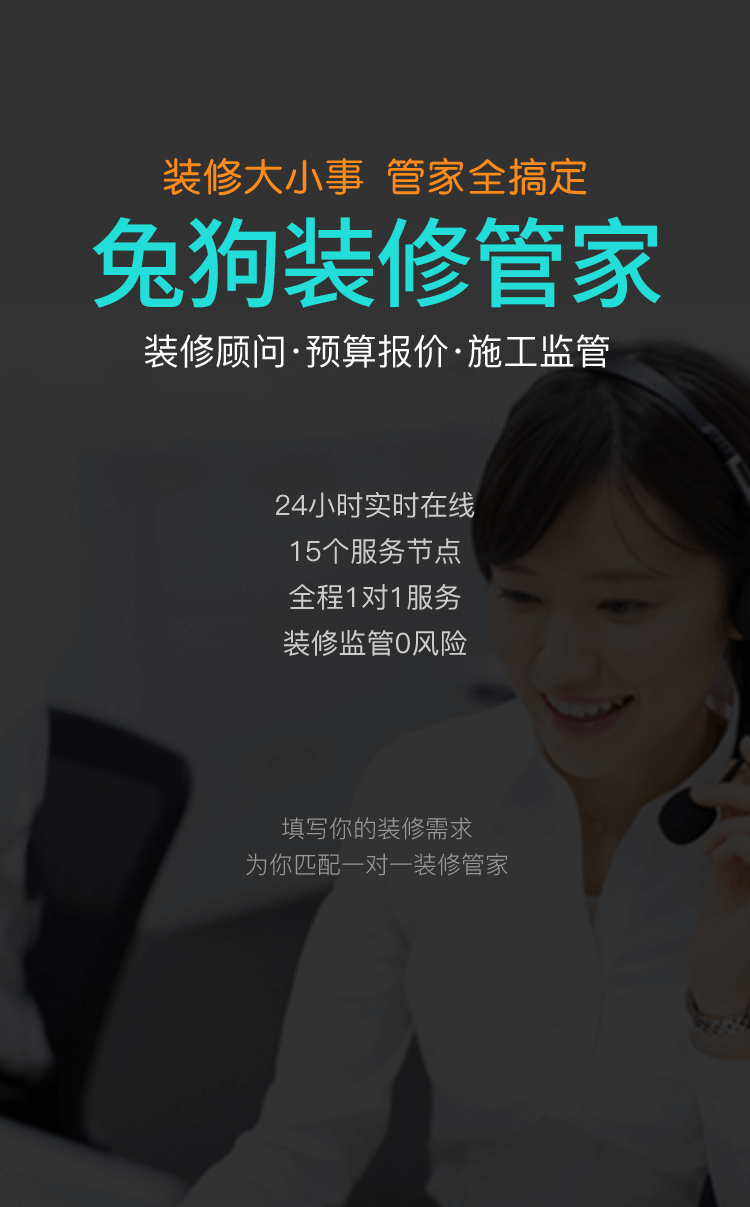 装修大小事 管家全搞定
兔狗装修管家
装修顾问·预算报价·施工监管
24小时实时在线
15个服务节点
全程1对1服务
装修监管0风险
填写你的装修需求
为你匹配一对一装修管家